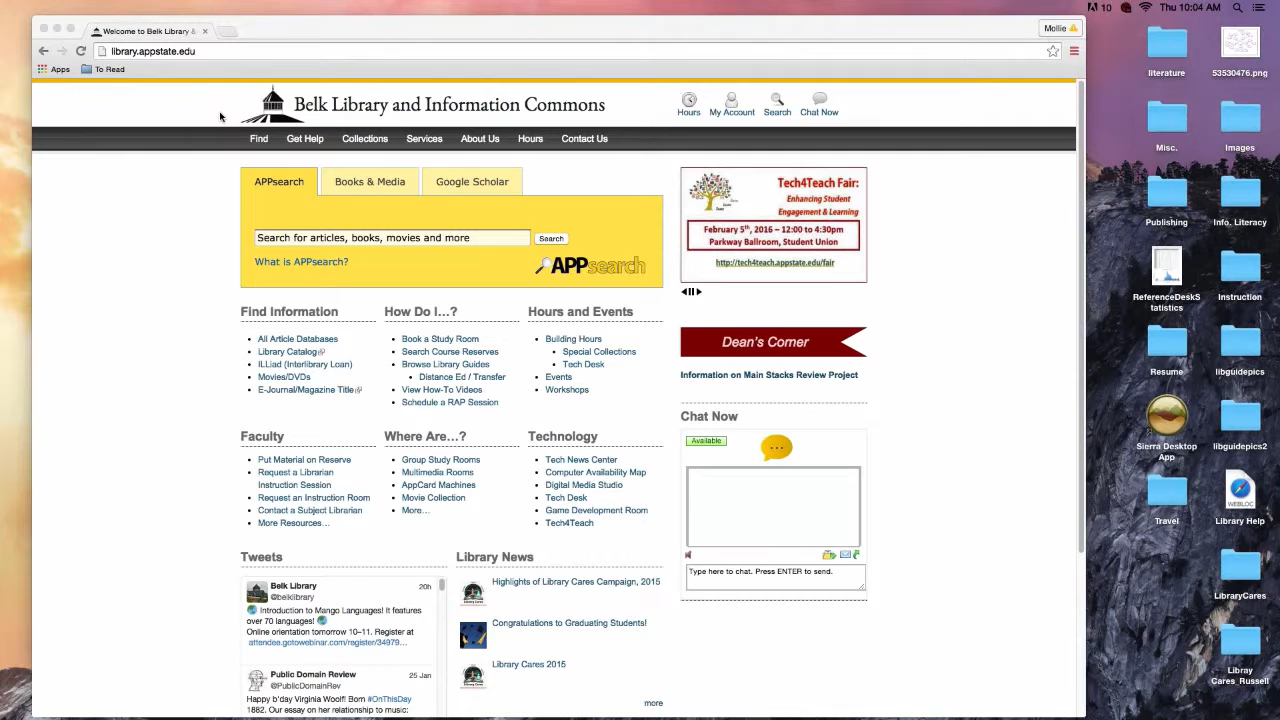 10 Thu 10:04 AM
Welcome to Belk Library &
Mollie
library.appstate.edu
Apps To Read
Belk Library and Information Commons
Hours My Account Search Chat Now
Find Get Help Collections Services About Us Hours Contact Us
APPsearch Books & Media Google Scholar
Search for articles, books, movies and more Search
What is APPsearch?
APPsearch
Tech4Teach Fair:
Enhancing Student
Engagement & Learning
February 5th, 2016 – 12:00 to 4:30pm
Parkway Ballroom, Student Union
http://tech4teach.appstate.edu/fair
Find Information
All Article Databases
Library Catalog
ILLiad (Interlibrary Loan)
Movies/DVDs
E-Journal/Magazine Title
How Do I...?
Book a Study Room
Search Course Reserves
Browse Library Guides
Distance Ed / Transfer
View How-To Videos
Schedule a RAP Session
Hours and Events
Building Hours
Special Collections
Tech Desk
Events
Workshops
Dean's Corner
Information on Main Stacks Review Project
Faculty
Put Material on Reserve
Request a Librarian
Instruction Session
Request an Instruction Room
Contact a Subject Librarian
More Resources...
Where Are...?
Group Study Rooms
Multimedia Rooms
AppCard Machines
Movie Collection
More...
Technology
Tech News Center
Computer Availability Map
Digital Media Studio
Tech Desk
Game Development Room
Tech4Teach
Chat Now
Available
Type here to chat. Press ENTER to send.
Tweets
Belk Library 20h
@belklibrary
Introduction to Mango Languages! It features
over 70 languages!
Online orientation tomorrow 10–11. Register at
attendee.gotowebinar.com/register/34979...
Public Domain Review 25 Jan
@PublicDomainRev
Happy b'day Virginia Woolf! Born #OnThisDay
1882. Our essay on her relationship to music:
Library News
Highlights of Library Cares Campaign, 2015
Congratulations to Graduating Students!
Library Cares 2015
more
literature
53530476.png
Misc.
Images
Publishing
Info. Literacy
ReferenceDeskS
tatistics
Instruction
Resume
libguidepics
Sierra Desktop
App
libguidepics2
WEBLOC
Travel
Library Help
LibraryCares
Libray
Cares_Russell